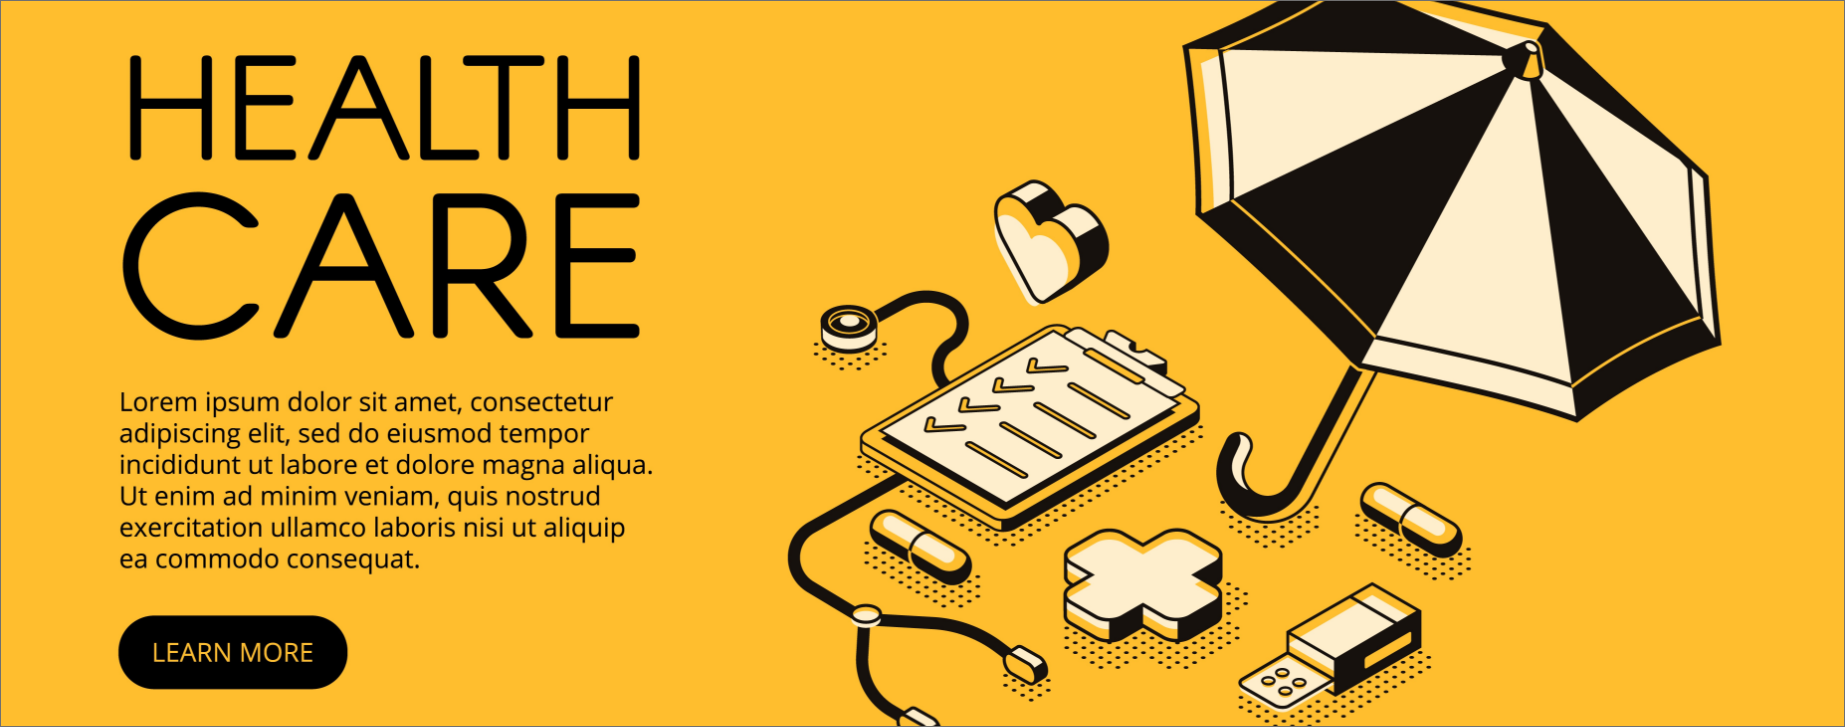 HEALTH
CARE
Lorem ipsum dolor sit amet, consectetur
adipiscing elit, sed do eiusmod tempor
incididunt ut labore et dolore magna aliqua.
Ut enim ad minim veniam, quis nostrud
exercitation ullamco laboris nisi ut aliquip
ea commodo consequat.
LEARN MORE